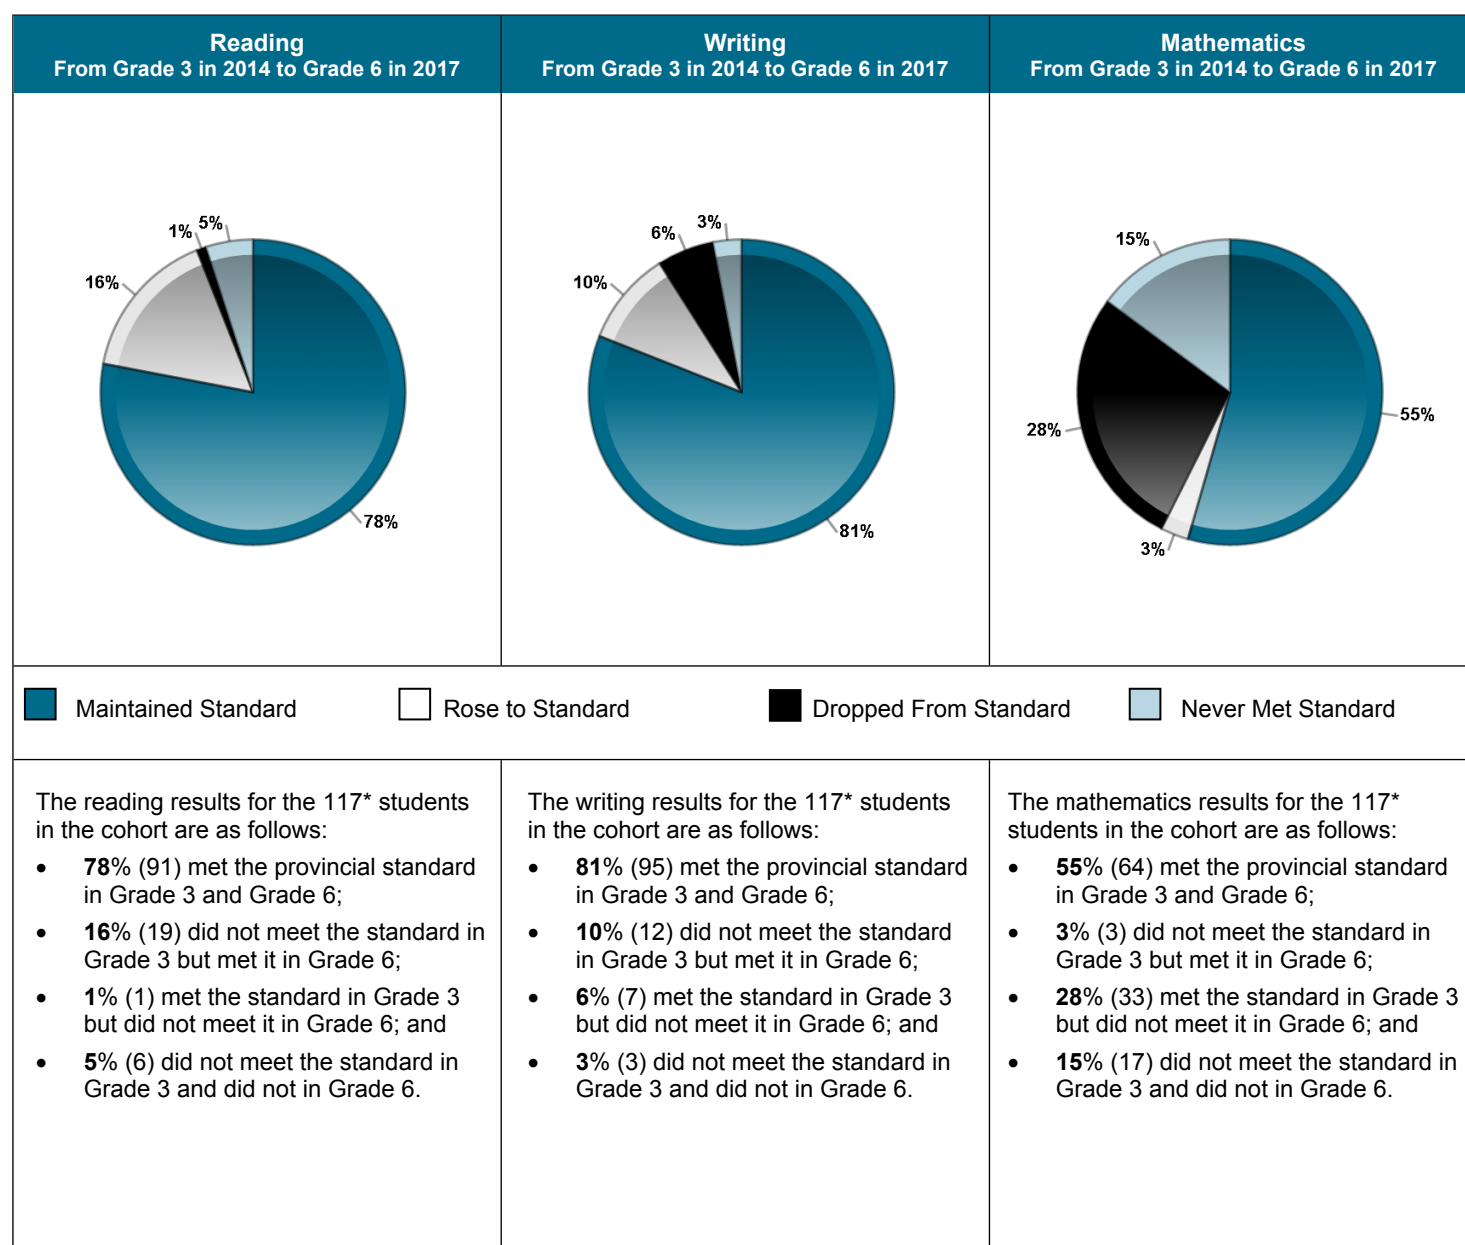 Reading
From Grade 3 in 2014 to Grade 6 in 2017
Writing
From Grade 3 in 2014 to Grade 6 in 2017
Mathematics
From Grade 3 in 2014 to Grade 6 in 2017
5%
1%
16%
78%
3%
6%
10%
81%
15%
55%
28%
3%
Maintained Standard
Rose to Standard
Dropped From Standard
Never Met Standard
The reading results for the 117* students
in the cohort are as follows:
• 78% (91) met the provincial standard
in Grade 3 and Grade 6;
• 16% (19) did not meet the standard in
Grade 3 but met it in Grade 6;
• 1% (1) met the standard in Grade 3
but did not meet it in Grade 6; and
• 5% (6) did not meet the standard in
Grade 3 and did not in Grade 6.
The writing results for the 117* students
in the cohort are as follows:
• 81% (95) met the provincial standard
in Grade 3 and Grade 6;
• 10% (12) did not meet the standard
in Grade 3 but met it in Grade 6;
• 6% (7) met the standard in Grade 3
but did not meet it in Grade 6; and
• 3% (3) did not meet the standard in
Grade 3 and did not in Grade 6.
The mathematics results for the 117*
students in the cohort are as follows:
• 55% (64) met the provincial standard
in Grade 3 and Grade 6;
• 3% (3) did not meet the standard in
Grade 3 but met it in Grade 6;
• 28% (33) met the standard in Grade 3
but did not meet it in Grade 6; and
• 15% (17) did not meet the standard in
Grade 3 and did not in Grade 6.